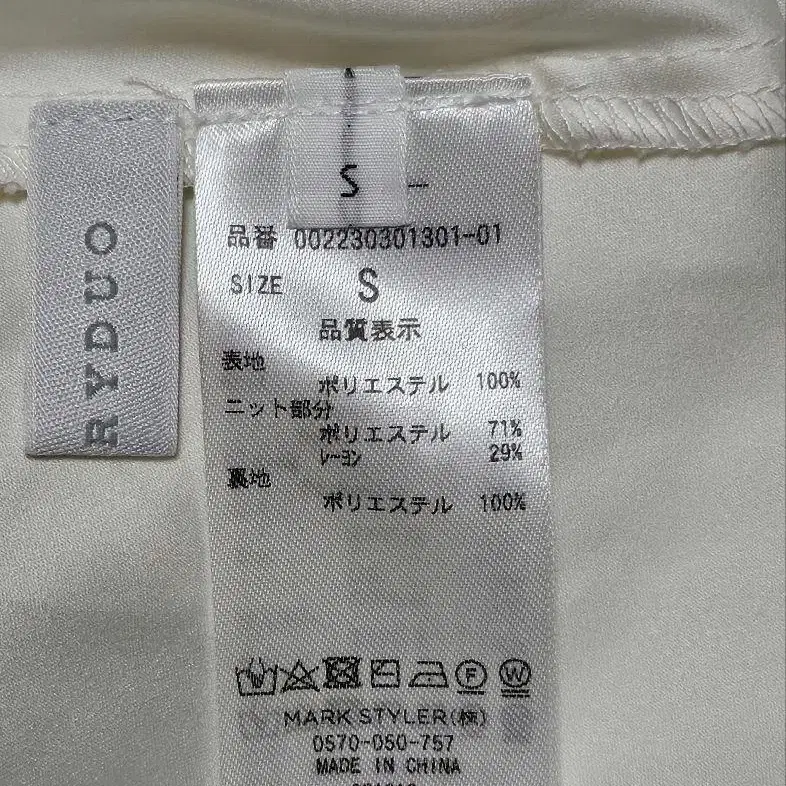 RYDUO
S
品番 002230301301-01
SIZE S
品質表示
表地
ポリエステル 100%
ニット部分
ポリエステル 71%
レーヨン 29%
裏地
ポリエステル 100%
F W
MARK STYLER(株)
0570-050-757
MADE IN CHINA